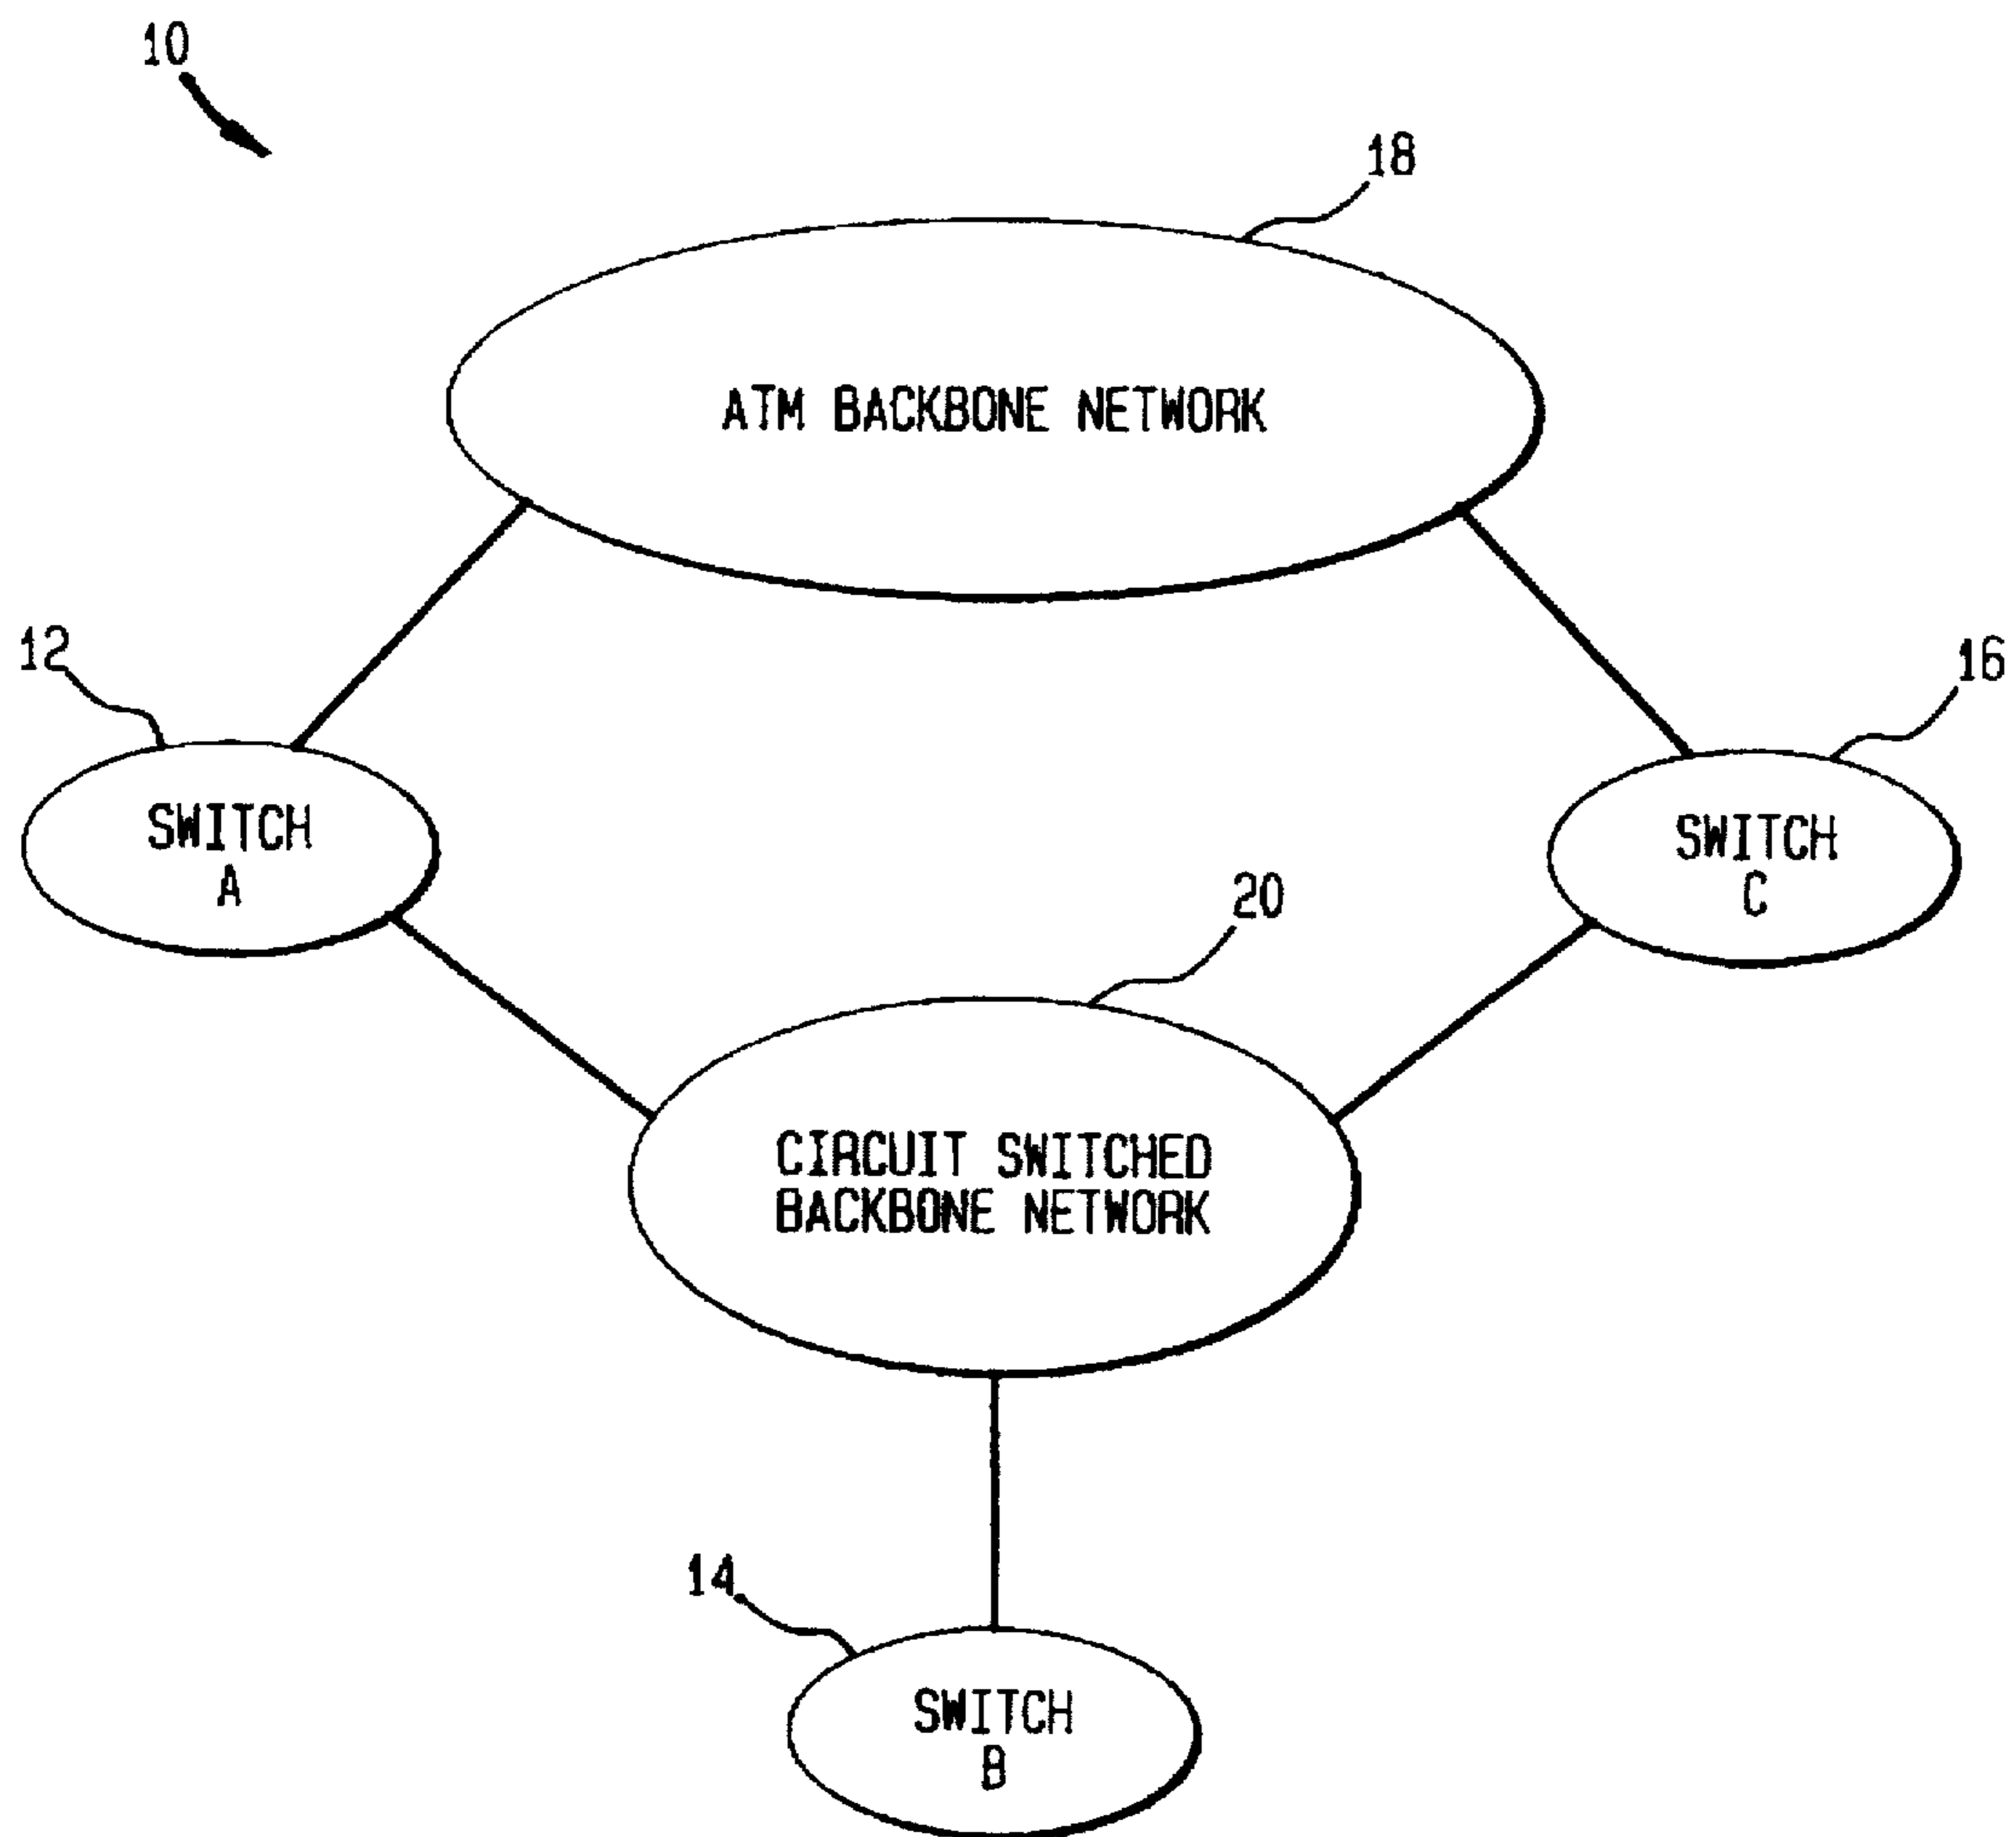 10
18
ATM BACKBONE NETWORK
12
16
SWITCH
A
SWITCH
C
20
CIRCUIT SWITCHED
BACKBONE NETWORK
14
SWITCH
B